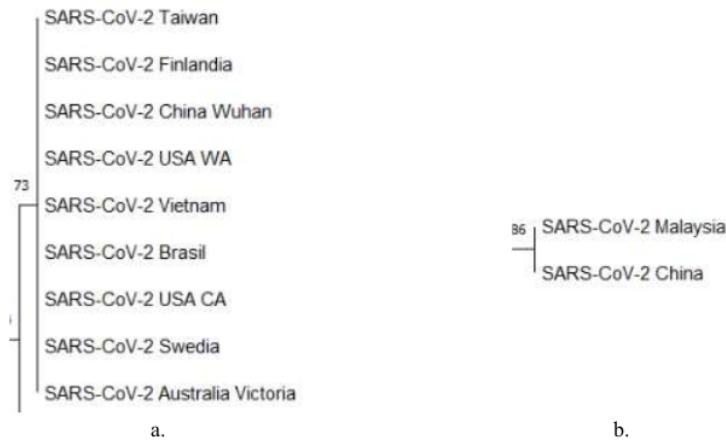 SARS-CoV-2 Taiwan
SARS-CoV-2 Finlandia
SARS-CoV-2 China Wuhan
SARS-CoV-2 USA WA
73
SARS-CoV-2 Vietnam
SARS-CoV-2 Brasil
SARS-CoV-2 USA CA
SARS-CoV-2 Swedia
SARS-CoV-2 Australia Victoria
a.
86
SARS-CoV-2 Malaysia
SARS-CoV-2 China
b.